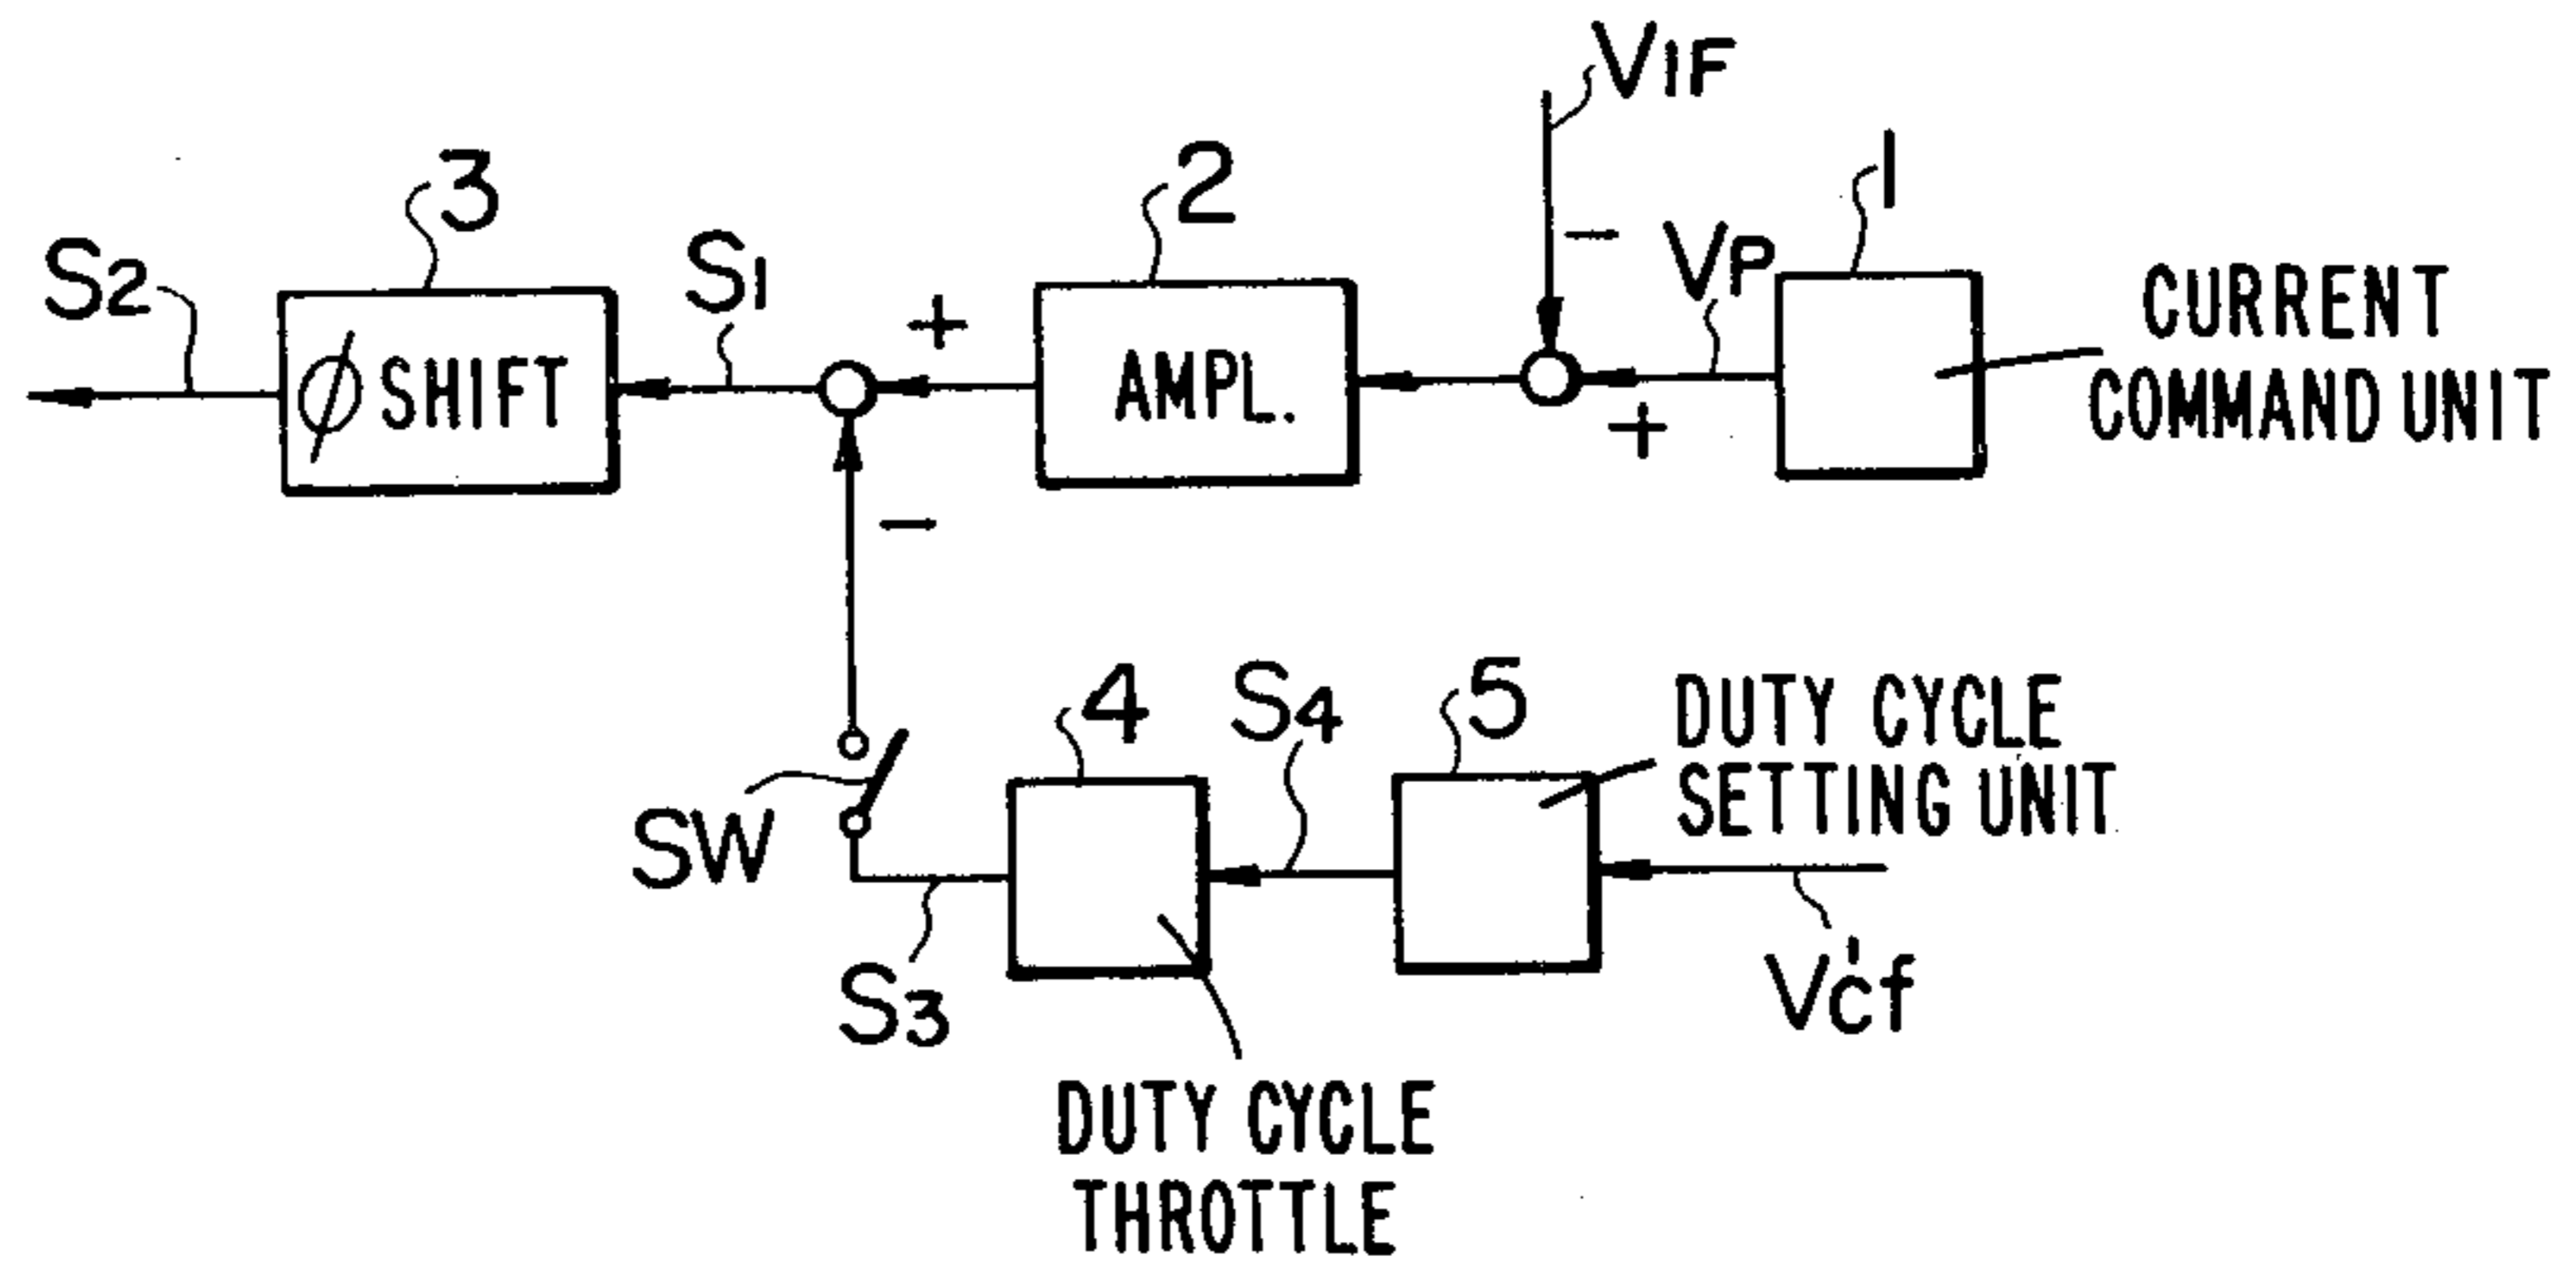 VIF
3
2
1
S2
S1
+
−
VP
CURRENT
COMMAND UNIT
φ SHIFT
AMPL.
+
−
4
S4
5
DUTY CYCLE
SETTING UNIT
SW
S3
V'cf
DUTY CYCLE
THROTTLE